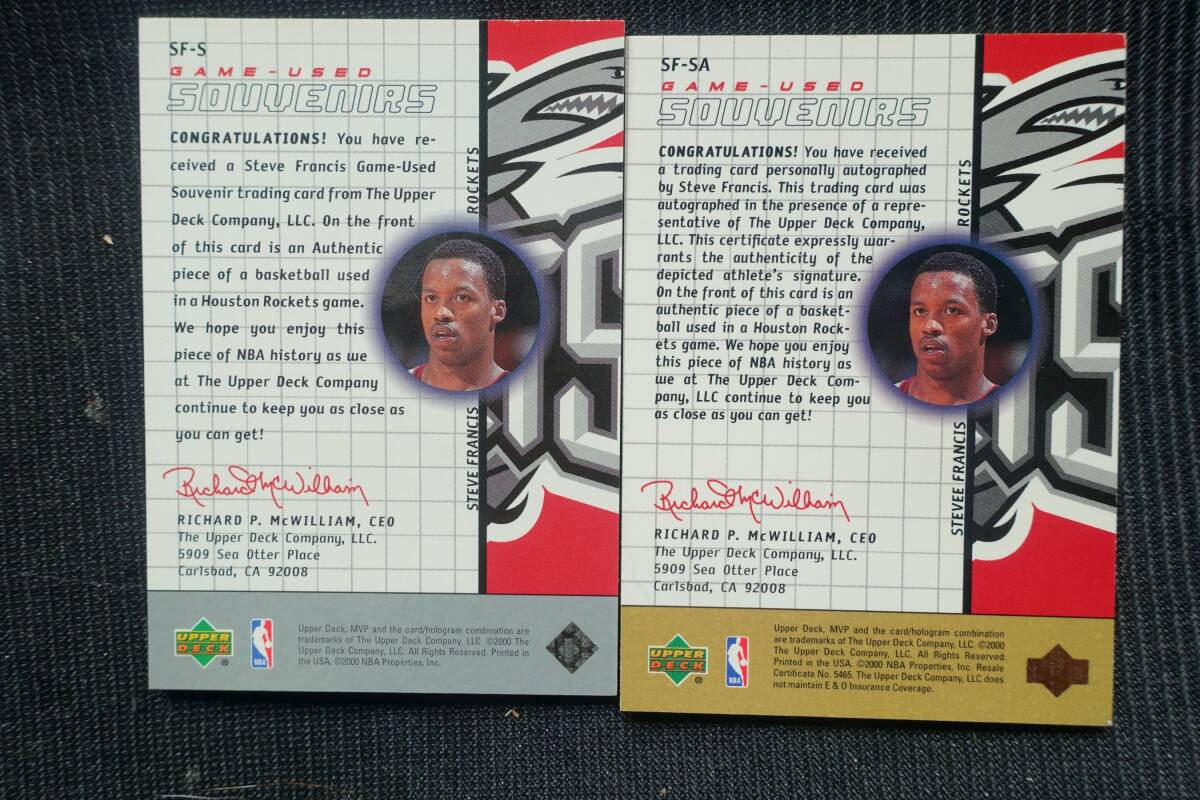 SF-S
GAME-USED
SOUVENIRS
CONGRATULATIONS! You have re-
ceived a Steve Francis Game-Used
Souvenir trading card from The Upper
Deck Company, LLC. On the front
of this card is an Authentic
piece of a basketball used
in a Houston Rockets game.
We hope you enjoy this
piece of NBA history as we
at The Upper Deck Company
continue to keep you as close as
you can get!
Richard McWilliam
RICHARD P. McWILLIAM, CEO
The Upper Deck Company, LLC.
5909 Sea Otter Place
Carlsbad, CA 92008
ROCKETS
STEVE FRANCIS
UPPER
DECK
®
NBA
Upper Deck, MVP and the card/hologram combination are
trademarks of The Upper Deck Company, LLC. ©2000 The
Upper Deck Company, LLC. All Rights Reserved. Printed in
the USA. ©2000 NBA Properties, Inc.
SF-SA
GAME-USED
SOUVENIRS
CONGRATULATIONS! You have received
a trading card personally autographed
by Steve Francis. This trading card was
autographed in the presence of a repre-
sentative of The Upper Deck Company,
LLC. This certificate expressly war-
rants the authenticity of the
depicted athlete's signature.
On the front of this card is an
authentic piece of a basket-
ball used in a Houston Rock-
ets game. We hope you enjoy
this piece of NBA history as
we at The Upper Deck Com-
pany, LLC continue to keep you
as close as you can get!
Richard McWilliam
RICHARD P. McWILLIAM, CEO
The Upper Deck Company, LLC.
5909 Sea Otter Place
Carlsbad, CA 92008
ROCKETS
STEVEE FRANCIS
UPPER
DECK
®
NBA
Upper Deck, MVP and the card/hologram combination
are trademarks of The Upper Deck Company, LLC. ©2000
The Upper Deck Company, LLC. All Rights Reserved.
Printed in the USA. ©2000 NBA Properties, Inc. Resale
Certificate No. 5465. The Upper Deck Company, LLC does
not maintain E & O Insurance Coverage.